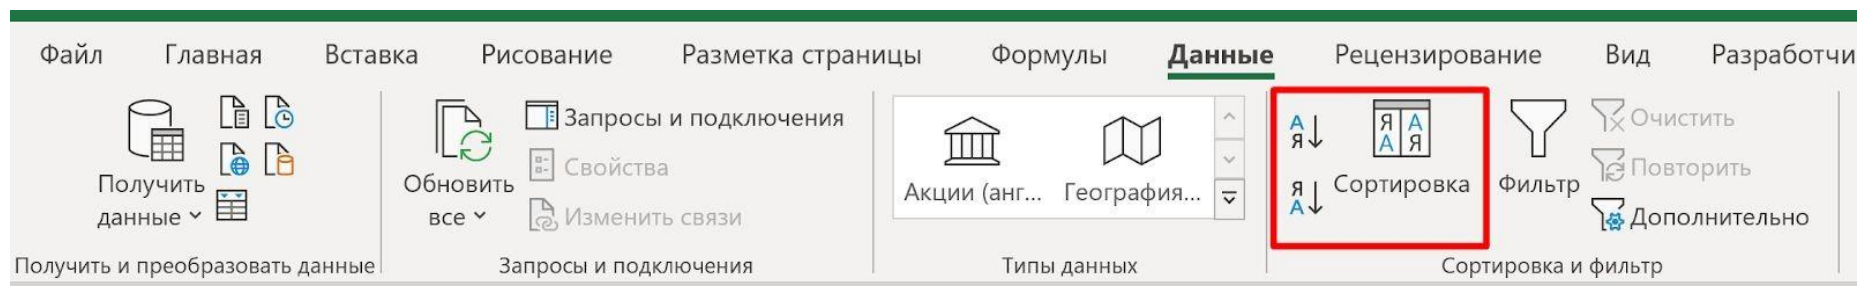 Файл Главная Вставка Рисование Разметка страницы Формулы Данные Рецензирование Вид Разработчи
Получить данные
Обновить все
Запросы и подключения
Свойства
Изменить связи
Акции (анг... География...
А
Я
Я
А
Я А
А Я
Сортировка
Фильтр
Очистить
Повторить
Дополнительно
Получить и преобразовать данные
Запросы и подключения
Типы данных
Сортировка и фильтр